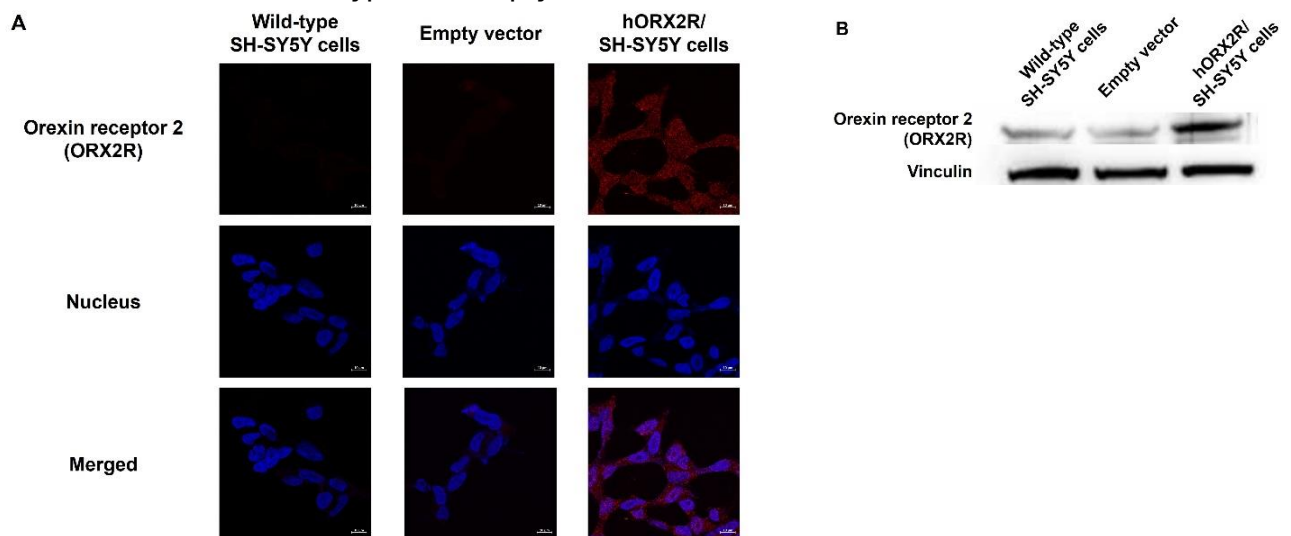 A
Wild-type
SH-SY5Y cells
Empty vector
hORX2R/
SH-SY5Y cells
Orexin receptor 2
(ORX2R)
Nucleus
Merged
B
Wild-type
SH-SY5Y cells
Empty vector
hORX2R/
SH-SY5Y cells
Orexin receptor 2
(ORX2R)
Vinculin